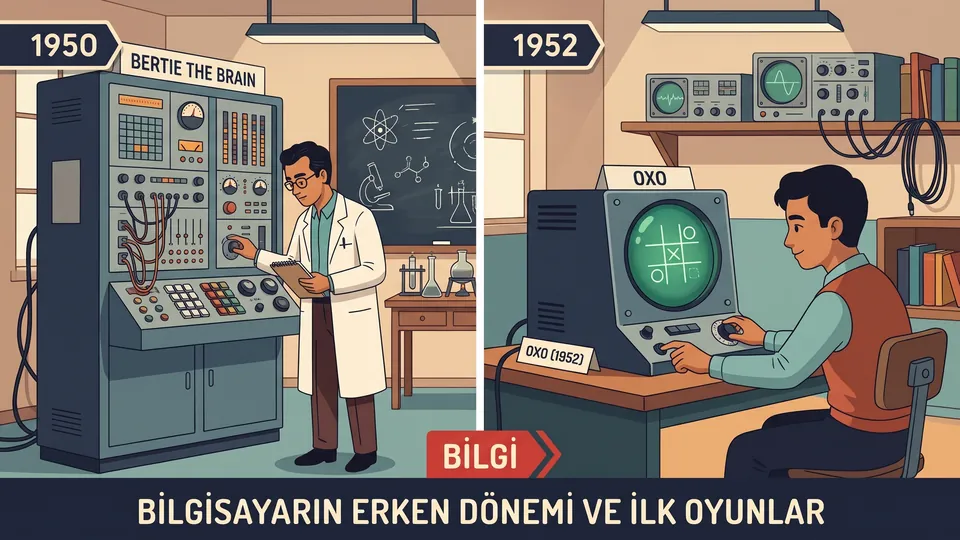 1950
BERTIE THE BRAIN
1952
OXO
OXO (1952)
BİLGİ
BİLGİSAYARIN ERKEN DÖNEMİ VE İLK OYUNLAR